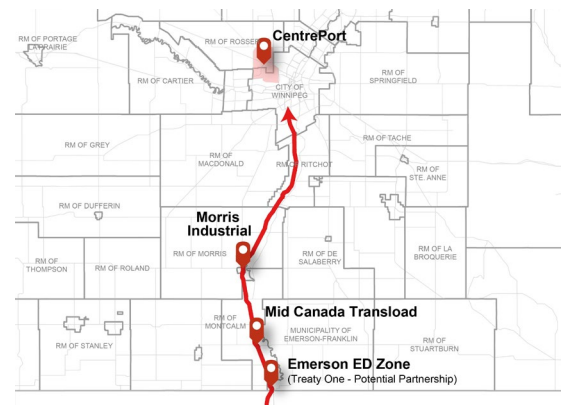 RM OF PORTAGE
LA PRAIRIE
RM OF ROSSER
CentrePort
RM OF CARTIER
CITY OF
WINNIPEG
RM OF
SPRINGFIELD
RM OF GREY
RM OF
MACDONALD
RM OF RITCHOT
RM OF TACHE
RM OF
STE. ANNE
RM OF DUFFERIN
Morris
Industrial
RM OF
THOMPSON
RM OF ROLAND
RM OF MORRIS
RM OF DE
SALABERRY
RM OF LA
BROQUERIE
Mid Canada Transload
RM OF STANLEY
RM OF
MONTCALM
MUNICIPALITY OF
EMERSON-FRANKLIN
RM OF
STUARTBURN
Emerson ED Zone
(Treaty One - Potential Partnership)